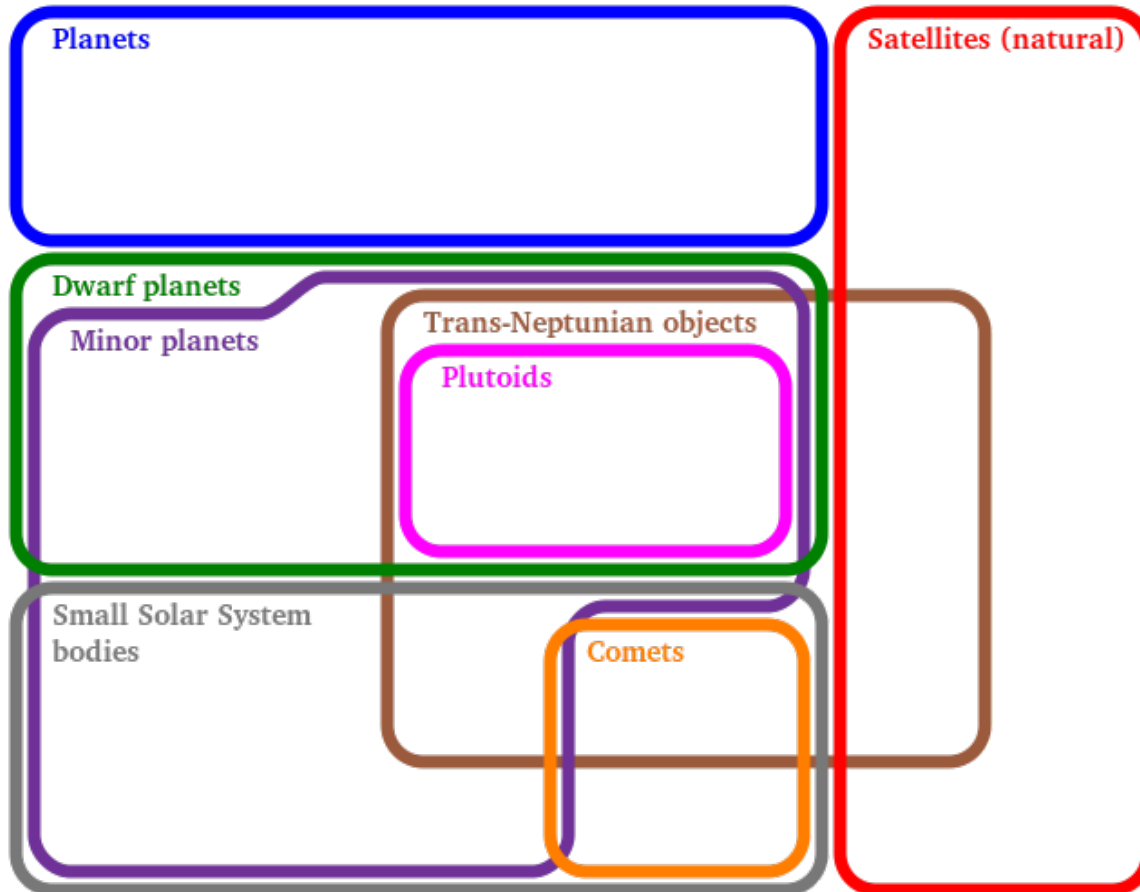 Planets
Satellites (natural)
Dwarf planets
Minor planets
Trans-Neptunian objects
Plutoids
Small Solar System
bodies
Comets